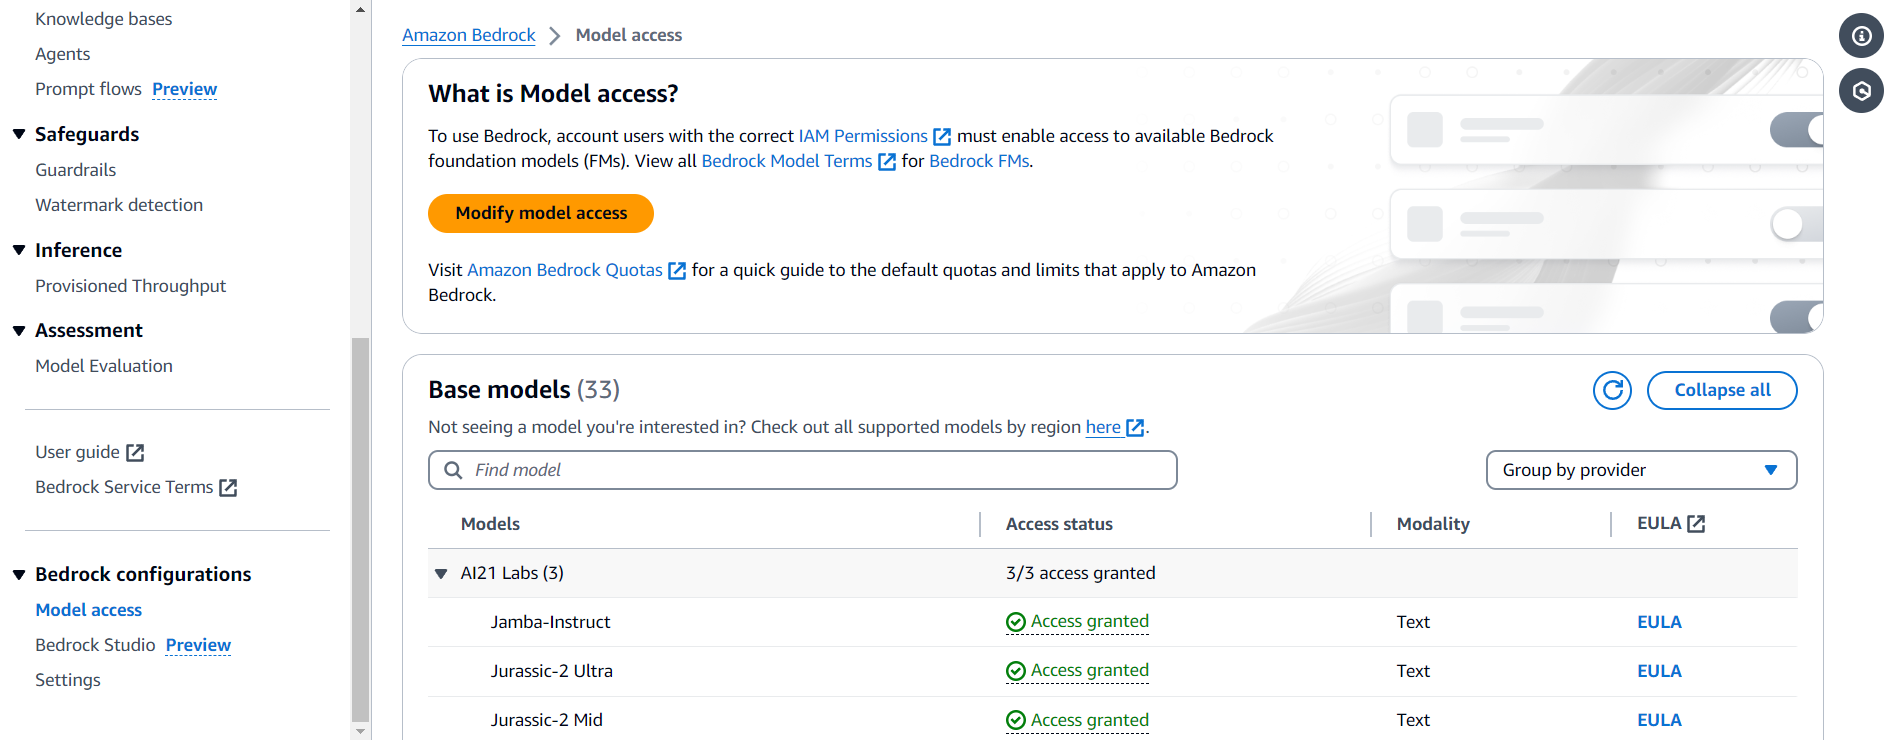 Knowledge bases
Agents
Prompt flows Preview
Safeguards
Guardrails
Watermark detection
Inference
Provisioned Throughput
Assessment
Model Evaluation
User guide
Bedrock Service Terms
Bedrock configurations
Model access
Bedrock Studio Preview
Settings
Amazon Bedrock Model access
What is Model access?
To use Bedrock, account users with the correct IAM Permissions must enable access to available Bedrock
foundation models (FMs). View all Bedrock Model Terms for Bedrock FMs.
Modify model access
Visit Amazon Bedrock Quotas for a quick guide to the default quotas and limits that apply to Amazon
Bedrock.
Base models (33)
Collapse all
Not seeing a model you're interested in? Check out all supported models by region here.
Find model
Group by provider
Models Access status Modality EULA
AI21 Labs (3) 3/3 access granted
Jamba-Instruct Access granted Text EULA
Jurassic-2 Ultra Access granted Text EULA
Jurassic-2 Mid Access granted Text EULA